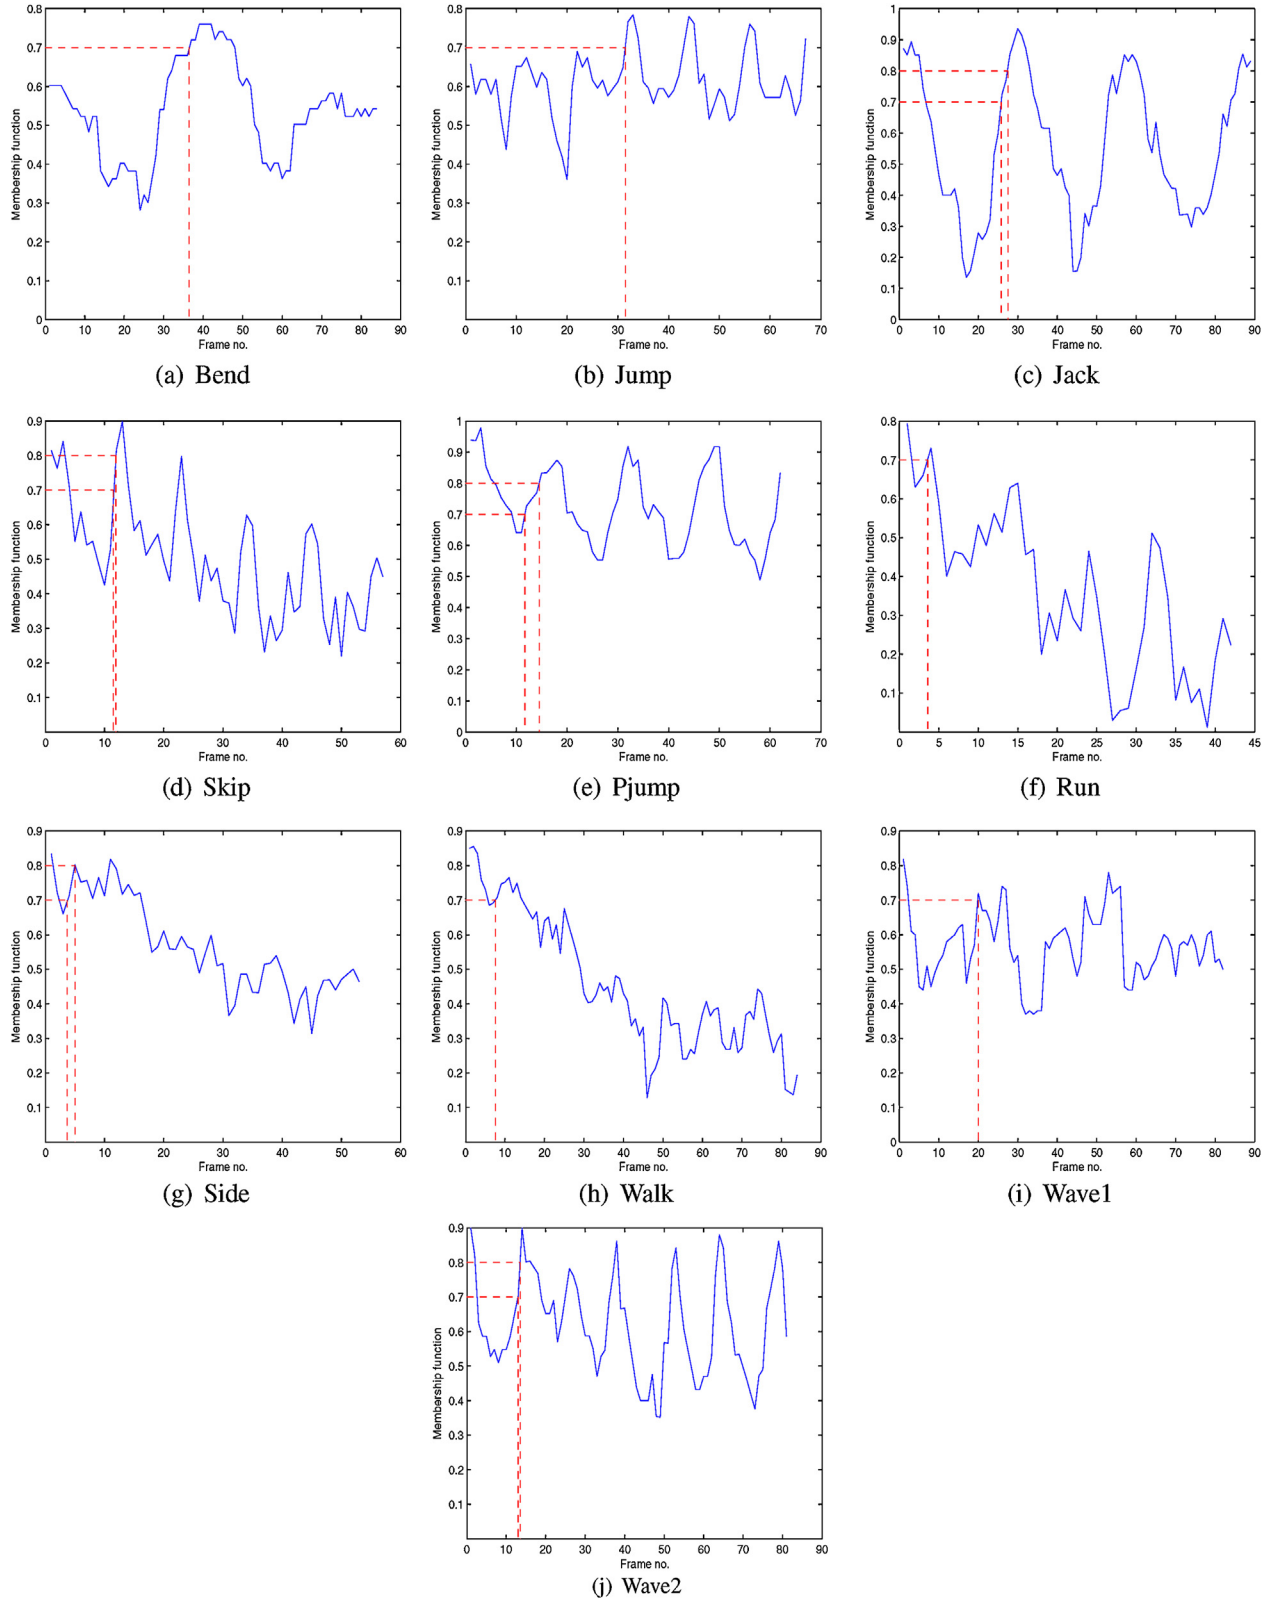 0.8
0.7
0.6
0.5
0.4
0.3
0.2
0.1
0
Membership function
0 10 20 30 40 50 60 70 80 90
Frame no.
(a) Bend
0.8
0.7
0.6
0.5
0.4
0.3
0.2
0.1
0
Membership function
0 10 20 30 40 50 60 70
Frame no.
(b) Jump
1
0.9
0.8
0.7
0.6
0.5
0.4
0.3
0.2
0.1
0
Membership function
0 10 20 30 40 50 60 70 80 90
Frame no.
(c) Jack
0.9
0.8
0.7
0.6
0.5
0.4
0.3
0.2
0.1
Membership function
0 10 20 30 40 50 60
Frame no.
(d) Skip
1
0.9
0.8
0.7
0.6
0.5
0.4
0.3
0.2
0.1
0
Membership function
0 10 20 30 40 50 60 70
Frame no.
(e) Pjump
0.8
0.7
0.6
0.5
0.4
0.3
0.2
0.1
Membership function
0 5 10 15 20 25 30 35 40 45
Frame no.
(f) Run
0.9
0.8
0.7
0.6
0.5
0.4
0.3
0.2
0.1
Membership function
0 10 20 30 40 50 60
Frame no.
(g) Side
0.9
0.8
0.7
0.6
0.5
0.4
0.3
0.2
0.1
Membership function
0 10 20 30 40 50 60 70 80 90
Frame no.
(h) Walk
0.9
0.8
0.7
0.6
0.5
0.4
0.3
0.2
0.1
0
Membership function
0 10 20 30 40 50 60 70 80 90
Frame no.
(i) Wave1
0.9
0.8
0.7
0.6
0.5
0.4
0.3
0.2
0.1
Membership function
0 10 20 30 40 50 60 70 80 90
Frame no.
(j) Wave2